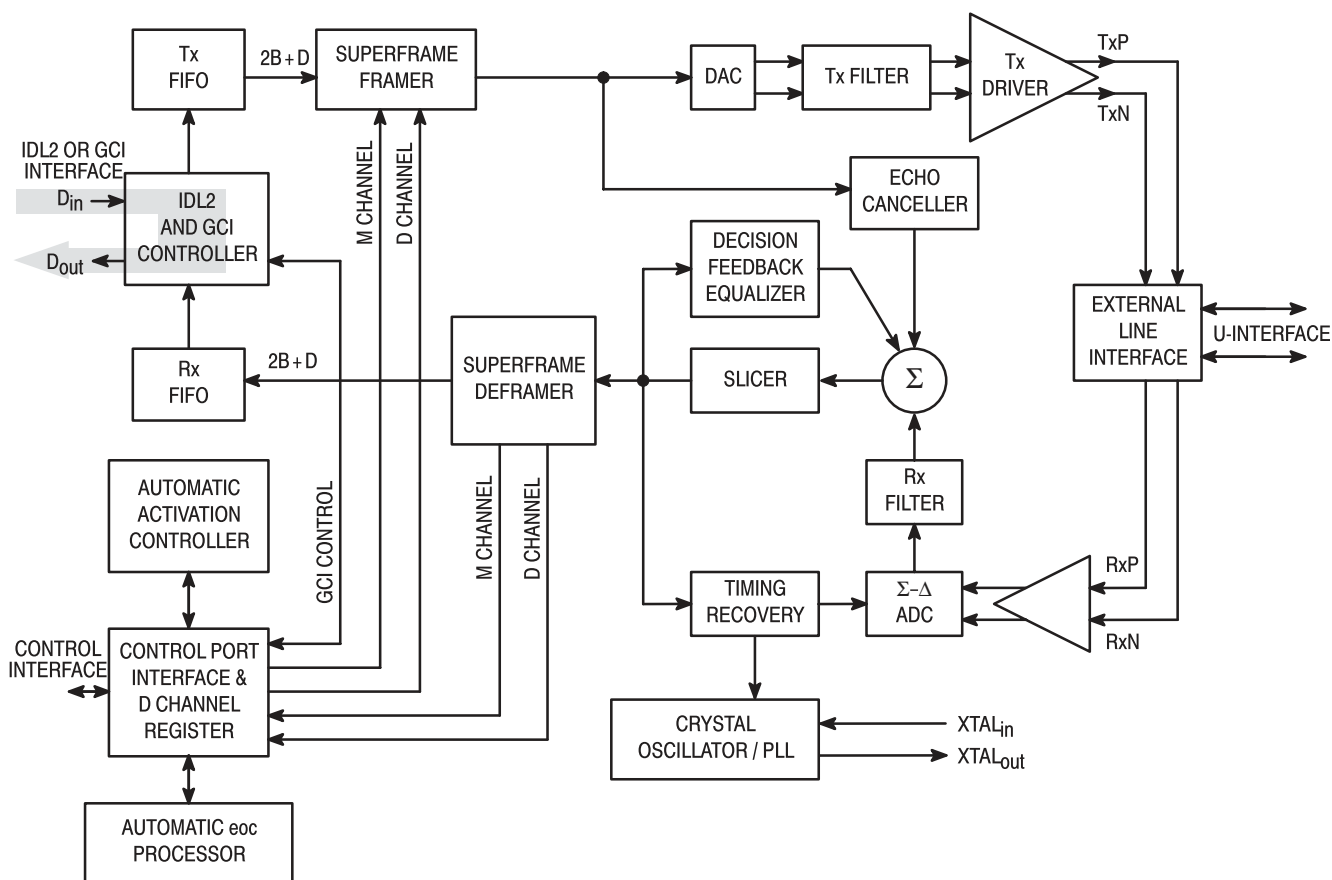 Tx
FIFO
2B+D
SUPERFRAME
FRAMER
DAC
Tx FILTER
Tx
DRIVER
TxP
TxN
IDL2 OR GCI
INTERFACE
Din
Dout
IDL2
AND GCI
CONTROLLER
M CHANNEL
D CHANNEL
ECHO
CANCELLER
DECISION
FEEDBACK
EQUALIZER
EXTERNAL
LINE
INTERFACE
U-INTERFACE
Rx
FIFO
2B+D
SUPERFRAME
DEFRAMER
SLICER
Σ
Rx
FILTER
AUTOMATIC
ACTIVATION
CONTROLLER
GCI CONTROL
M CHANNEL
D CHANNEL
TIMING
RECOVERY
Σ–Δ
ADC
RxP
RxN
CONTROL
INTERFACE
CONTROL PORT
INTERFACE &
D CHANNEL
REGISTER
CRYSTAL
OSCILLATOR / PLL
XTALin
XTALout
AUTOMATIC eoc
PROCESSOR